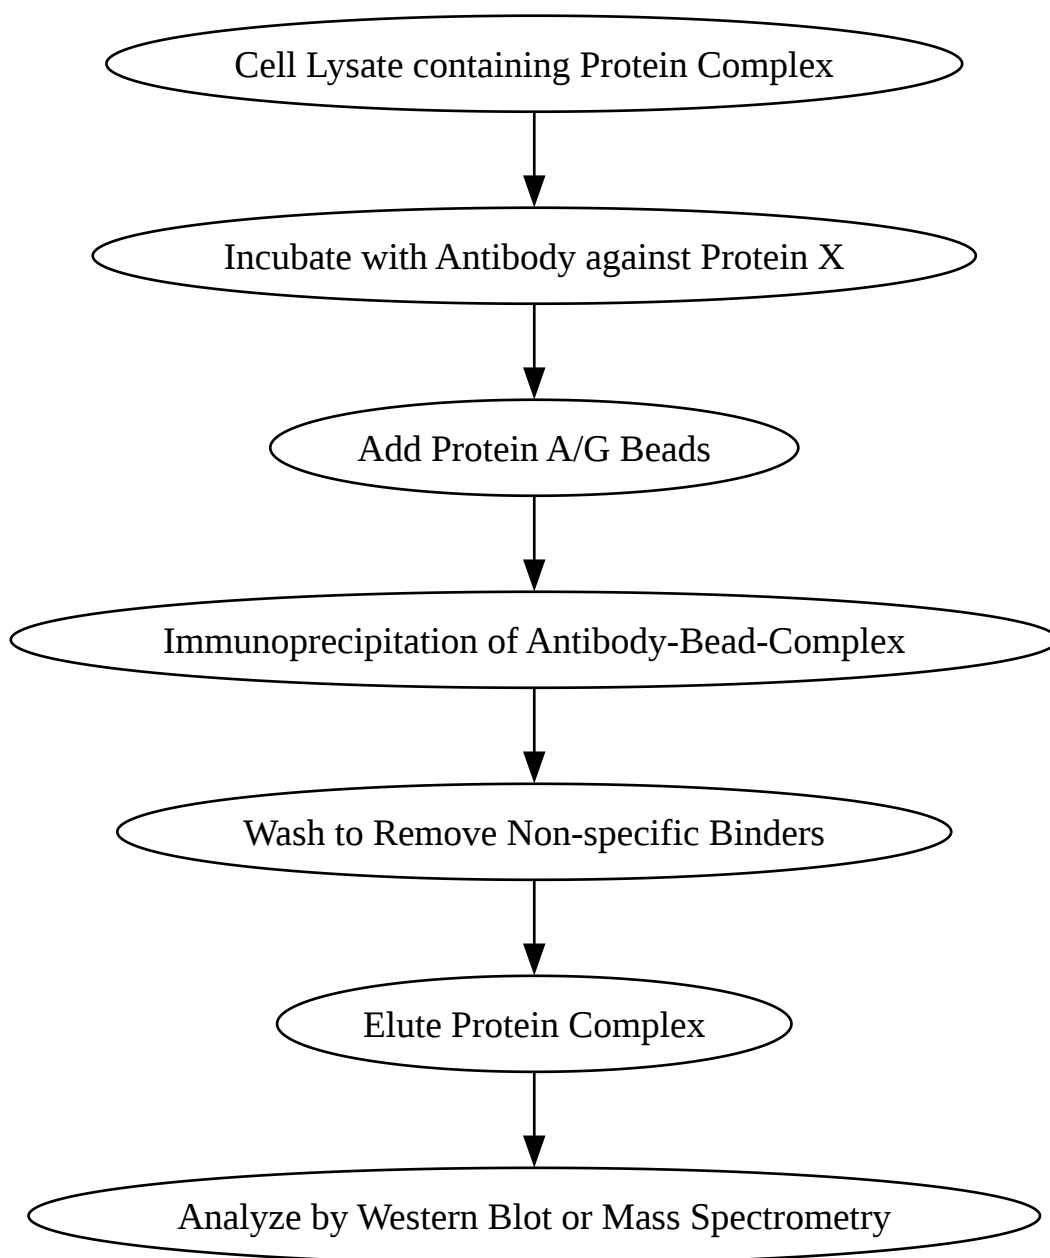 Cell Lysate containing Protein Complex
Incubate with Antibody against Protein X
Add Protein A/G Beads
Immunoprecipitation of Antibody-Bead-Complex
Wash to Remove Non-specific Binders
Elute Protein Complex
Analyze by Western Blot or Mass Spectrometry